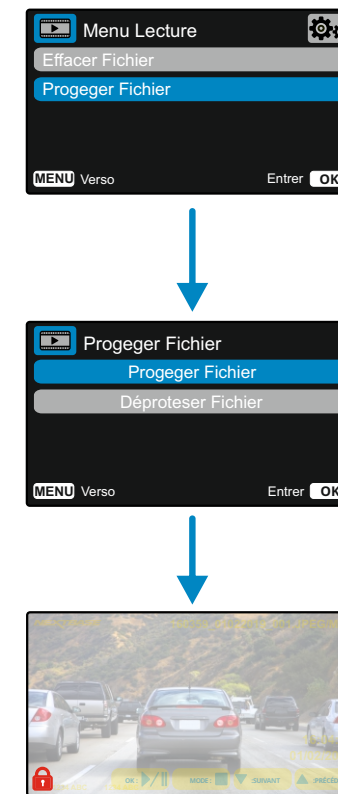 Menu Lecture
Effacer Fichier
Progeger Fichier
MENU Verso Entrer OK
Progeger Fichier
Progeger Fichier
Déproteser Fichier
MENU Verso Entrer OK
OK : MODE : :SUIVANT